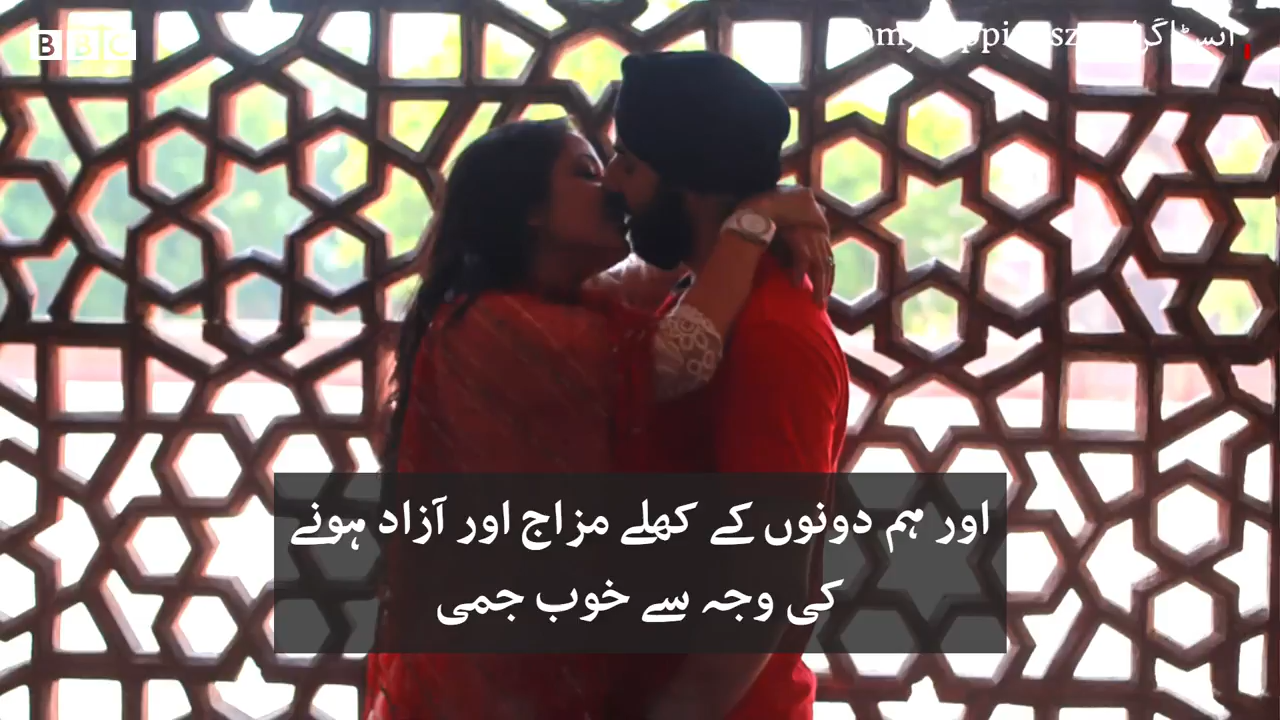 BBC
انسٹاگرام
اور ہم دونوں کے کھلے مزاج اور آزاد ہونے
کی وجہ سے خوب جمی